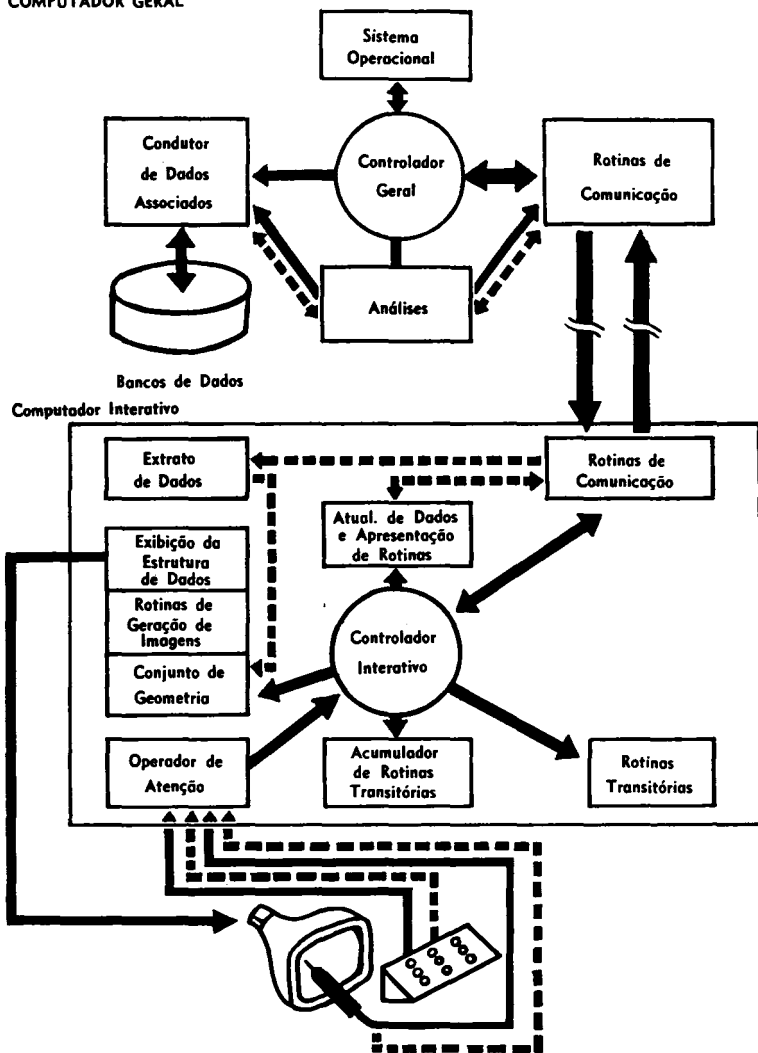 COMPUTADOR GERAL
Sistema
Operacional
Condutor
de Dados
Associados
Controlador
Geral
Rotinas de
Comunicação
Análises
Bancos de Dados
Computador Interativo
Extrato
de Dados
Rotinas de
Comunicação
Atual. de Dados
e Apresentação
de Rotinas
Exibição da
Estrutura
de Dados
Rotinas de
Geração de
Imagens
Conjunto de
Geometria
Controlador
Interativo
Operador de
Atenção
Acumulador
de Rotinas
Transitórias
Rotinas
Transitórias